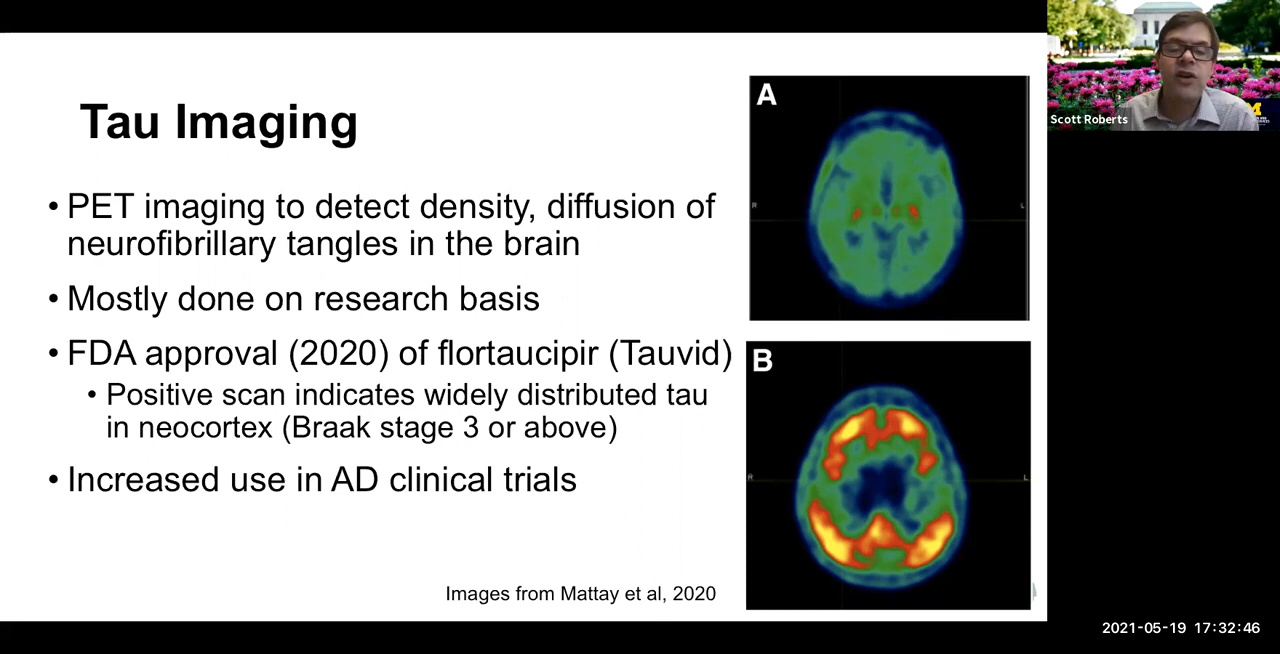 Tau Imaging
• PET imaging to detect density, diffusion of
neurofibrillary tangles in the brain
• Mostly done on research basis
• FDA approval (2020) of flortaucipir (Tauvid)
• Positive scan indicates widely distributed tau
in neocortex (Braak stage 3 or above)
• Increased use in AD clinical trials
Images from Mattay et al, 2020
A
R
L
B
R
L
Scott Roberts
M
2021-05-19 17:32:46